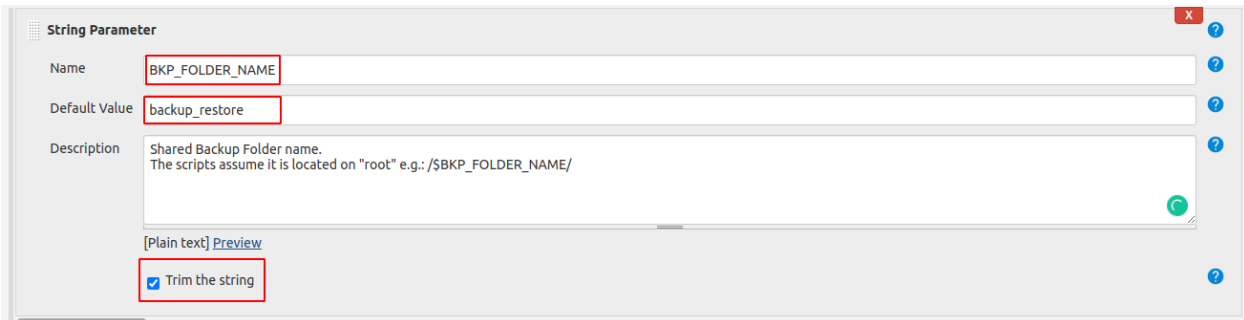 X
String Parameter
?
Name BKP_FOLDER_NAME ?
Default Value backup_restore ?
Description Shared Backup Folder name. ?
The scripts assume it is located on "root" e.g.: /$BKP_FOLDER_NAME/
[Plain text] Preview
Trim the string ?